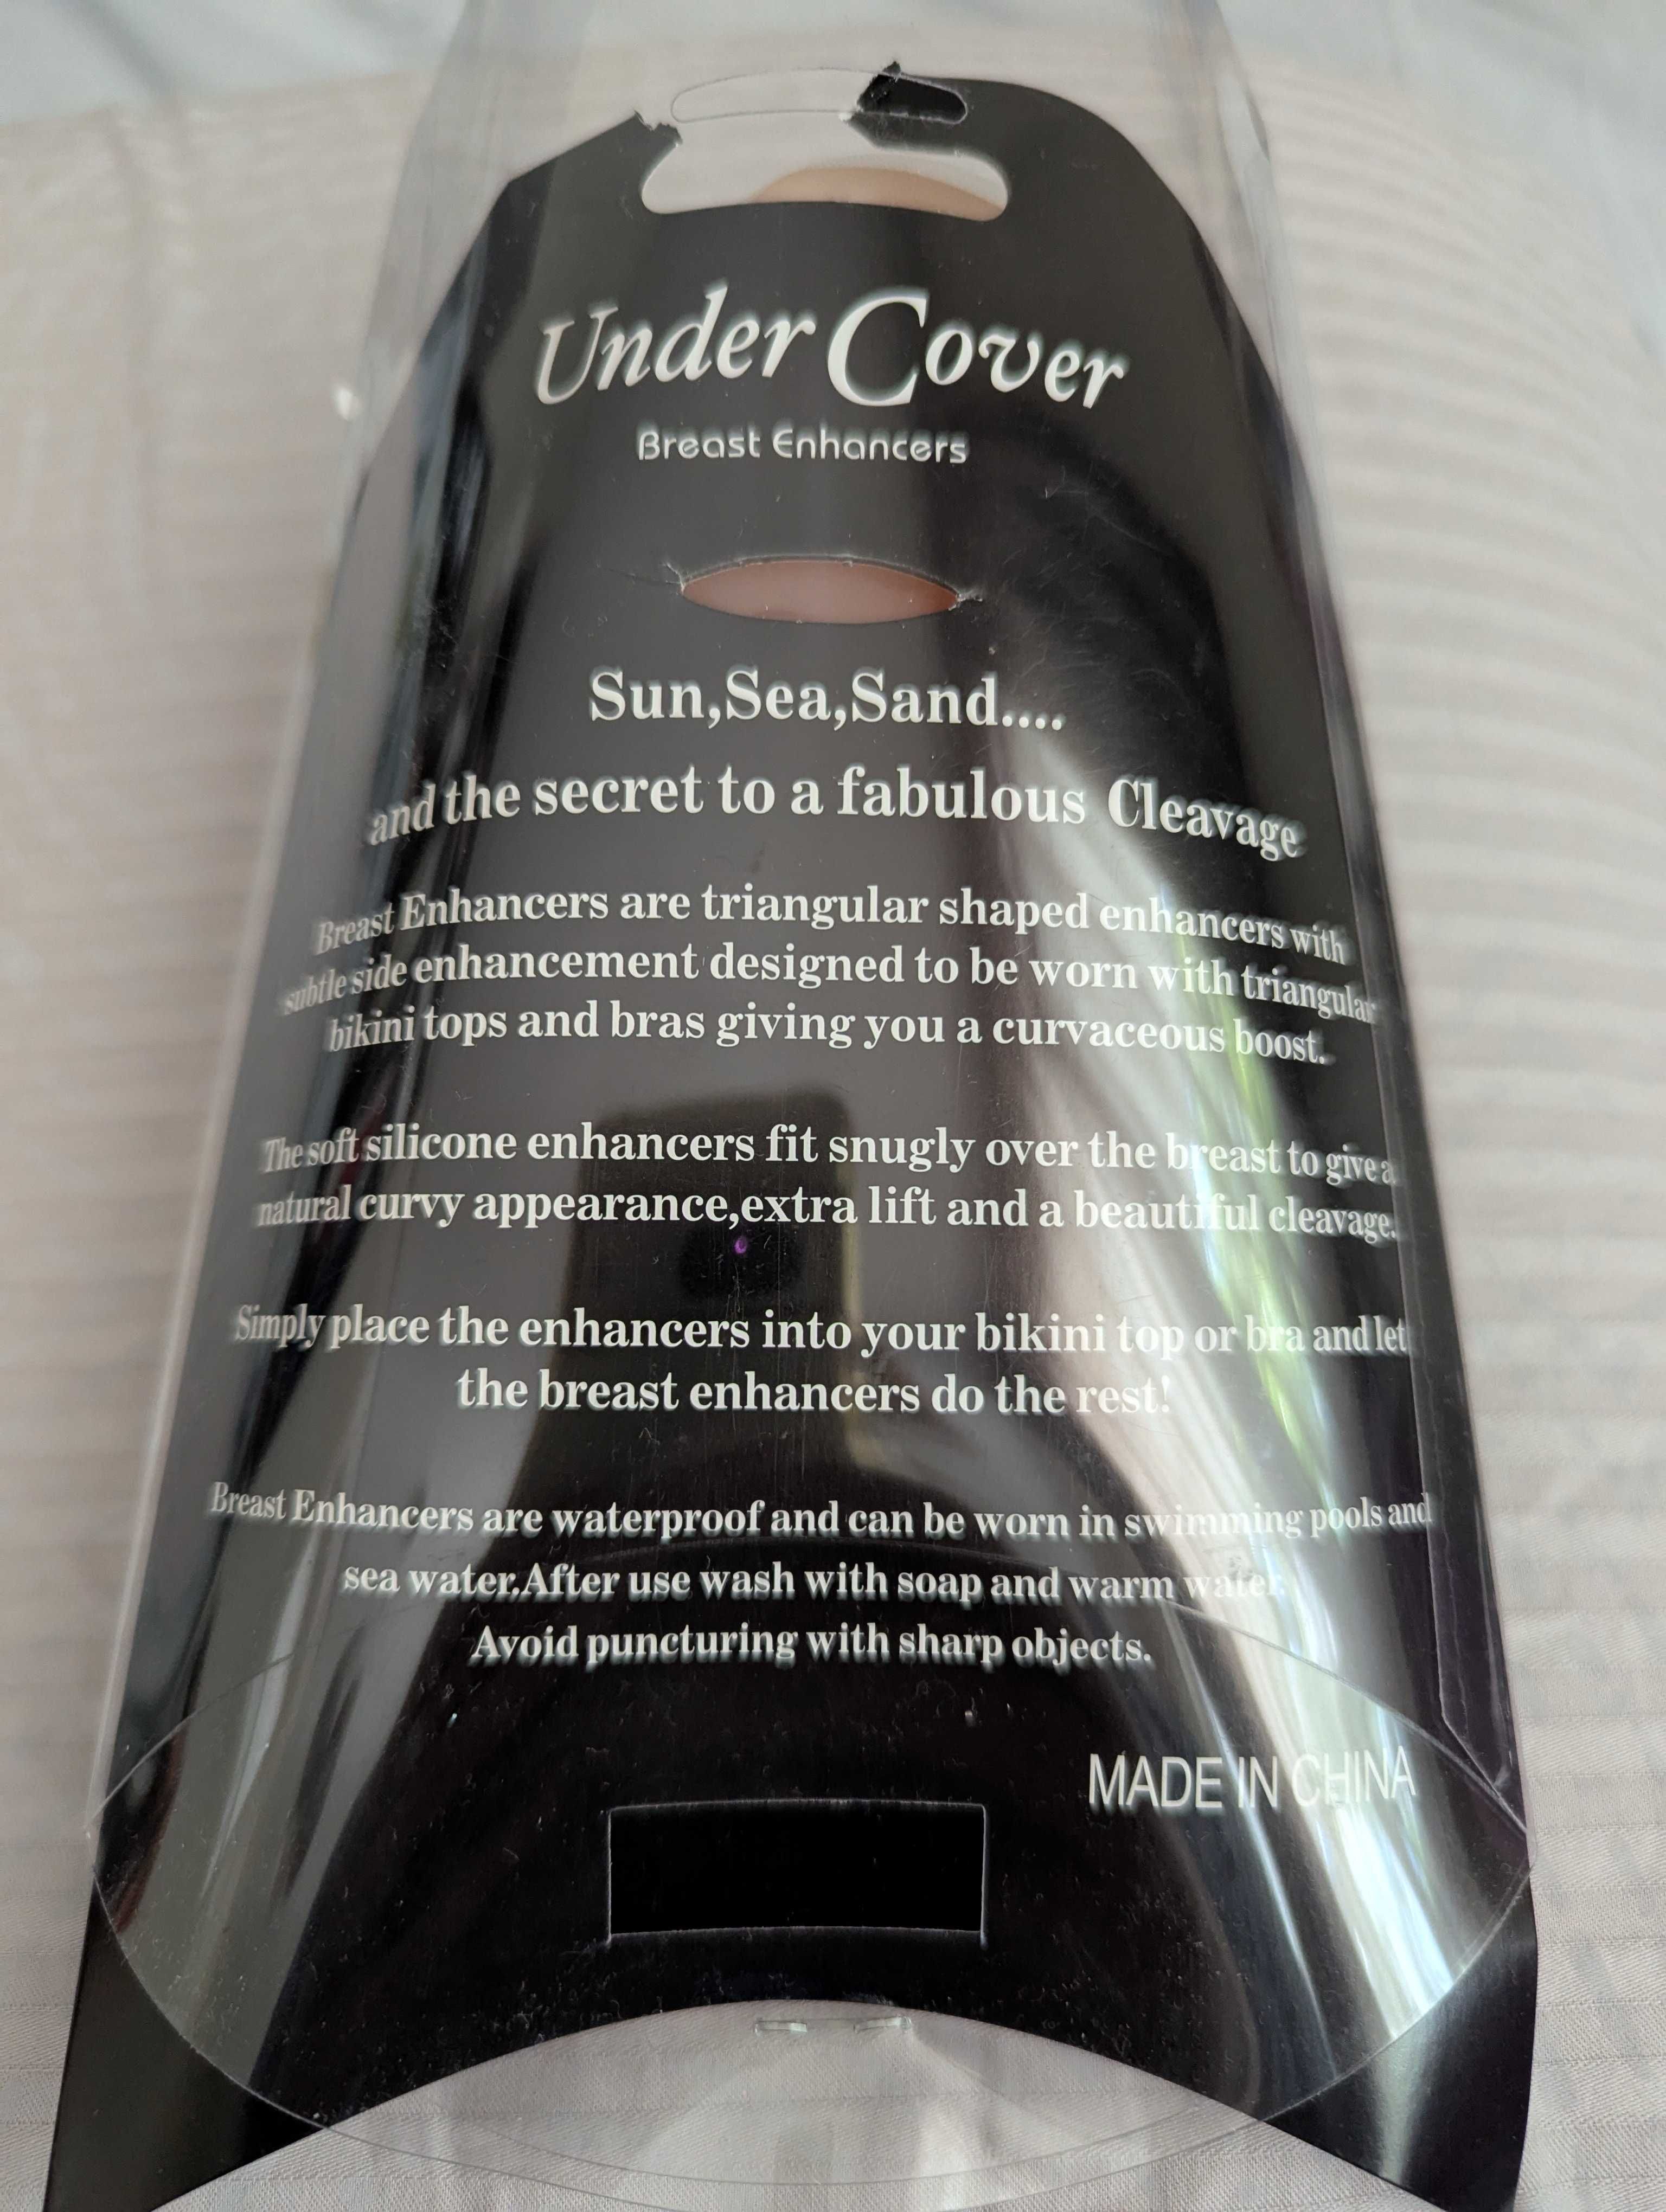 Under Cover
Breast Enhancers
Sun,Sea,Sand....
and the secret to a fabulous Cleavage
Breast Enhancers are triangular shaped enhancers with
subtle side enhancement designed to be worn with triangular
bikini tops and bras giving you a curvaceous boost.
The soft silicone enhancers fit snugly over the breast to give a
natural curvy appearance,extra lift and a beautiful cleavage.
Simply place the enhancers into your bikini top or bra and let
the breast enhancers do the rest!
Breast Enhancers are waterproof and can be worn in swimming pools and
sea water.After use wash with soap and warm water.
Avoid puncturing with sharp objects.
MADE IN CHINA